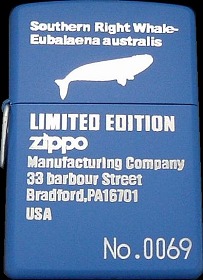 Southern Right Whale-
Eubalaena australis
LIMITED EDITION
zippo
Manufacturing Company
33 barbour Street
Bradford,PA16701
USA
No.0069